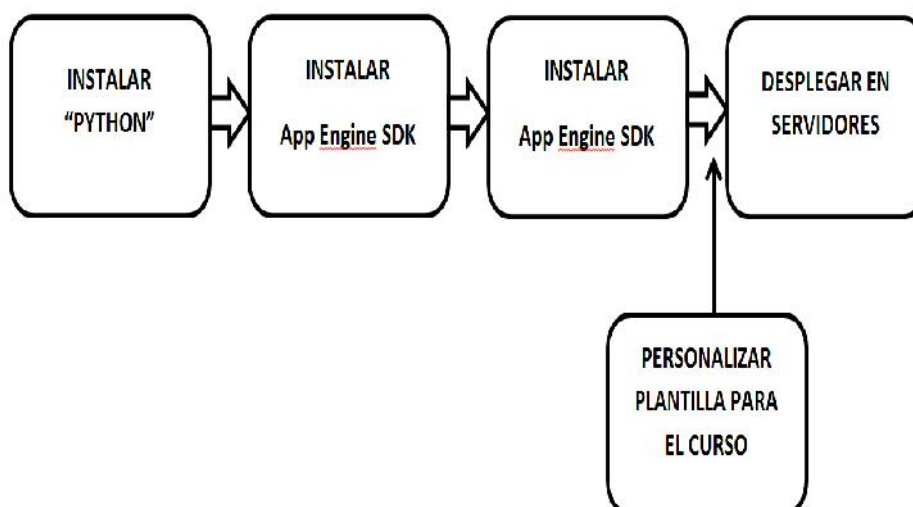 INSTALAR
“PYTHON”
INSTALAR
App Engine SDK
INSTALAR
App Engine SDK
DESPLEGAR EN
SERVIDORES
PERSONALIZAR
PLANTILLA PARA
EL CURSO